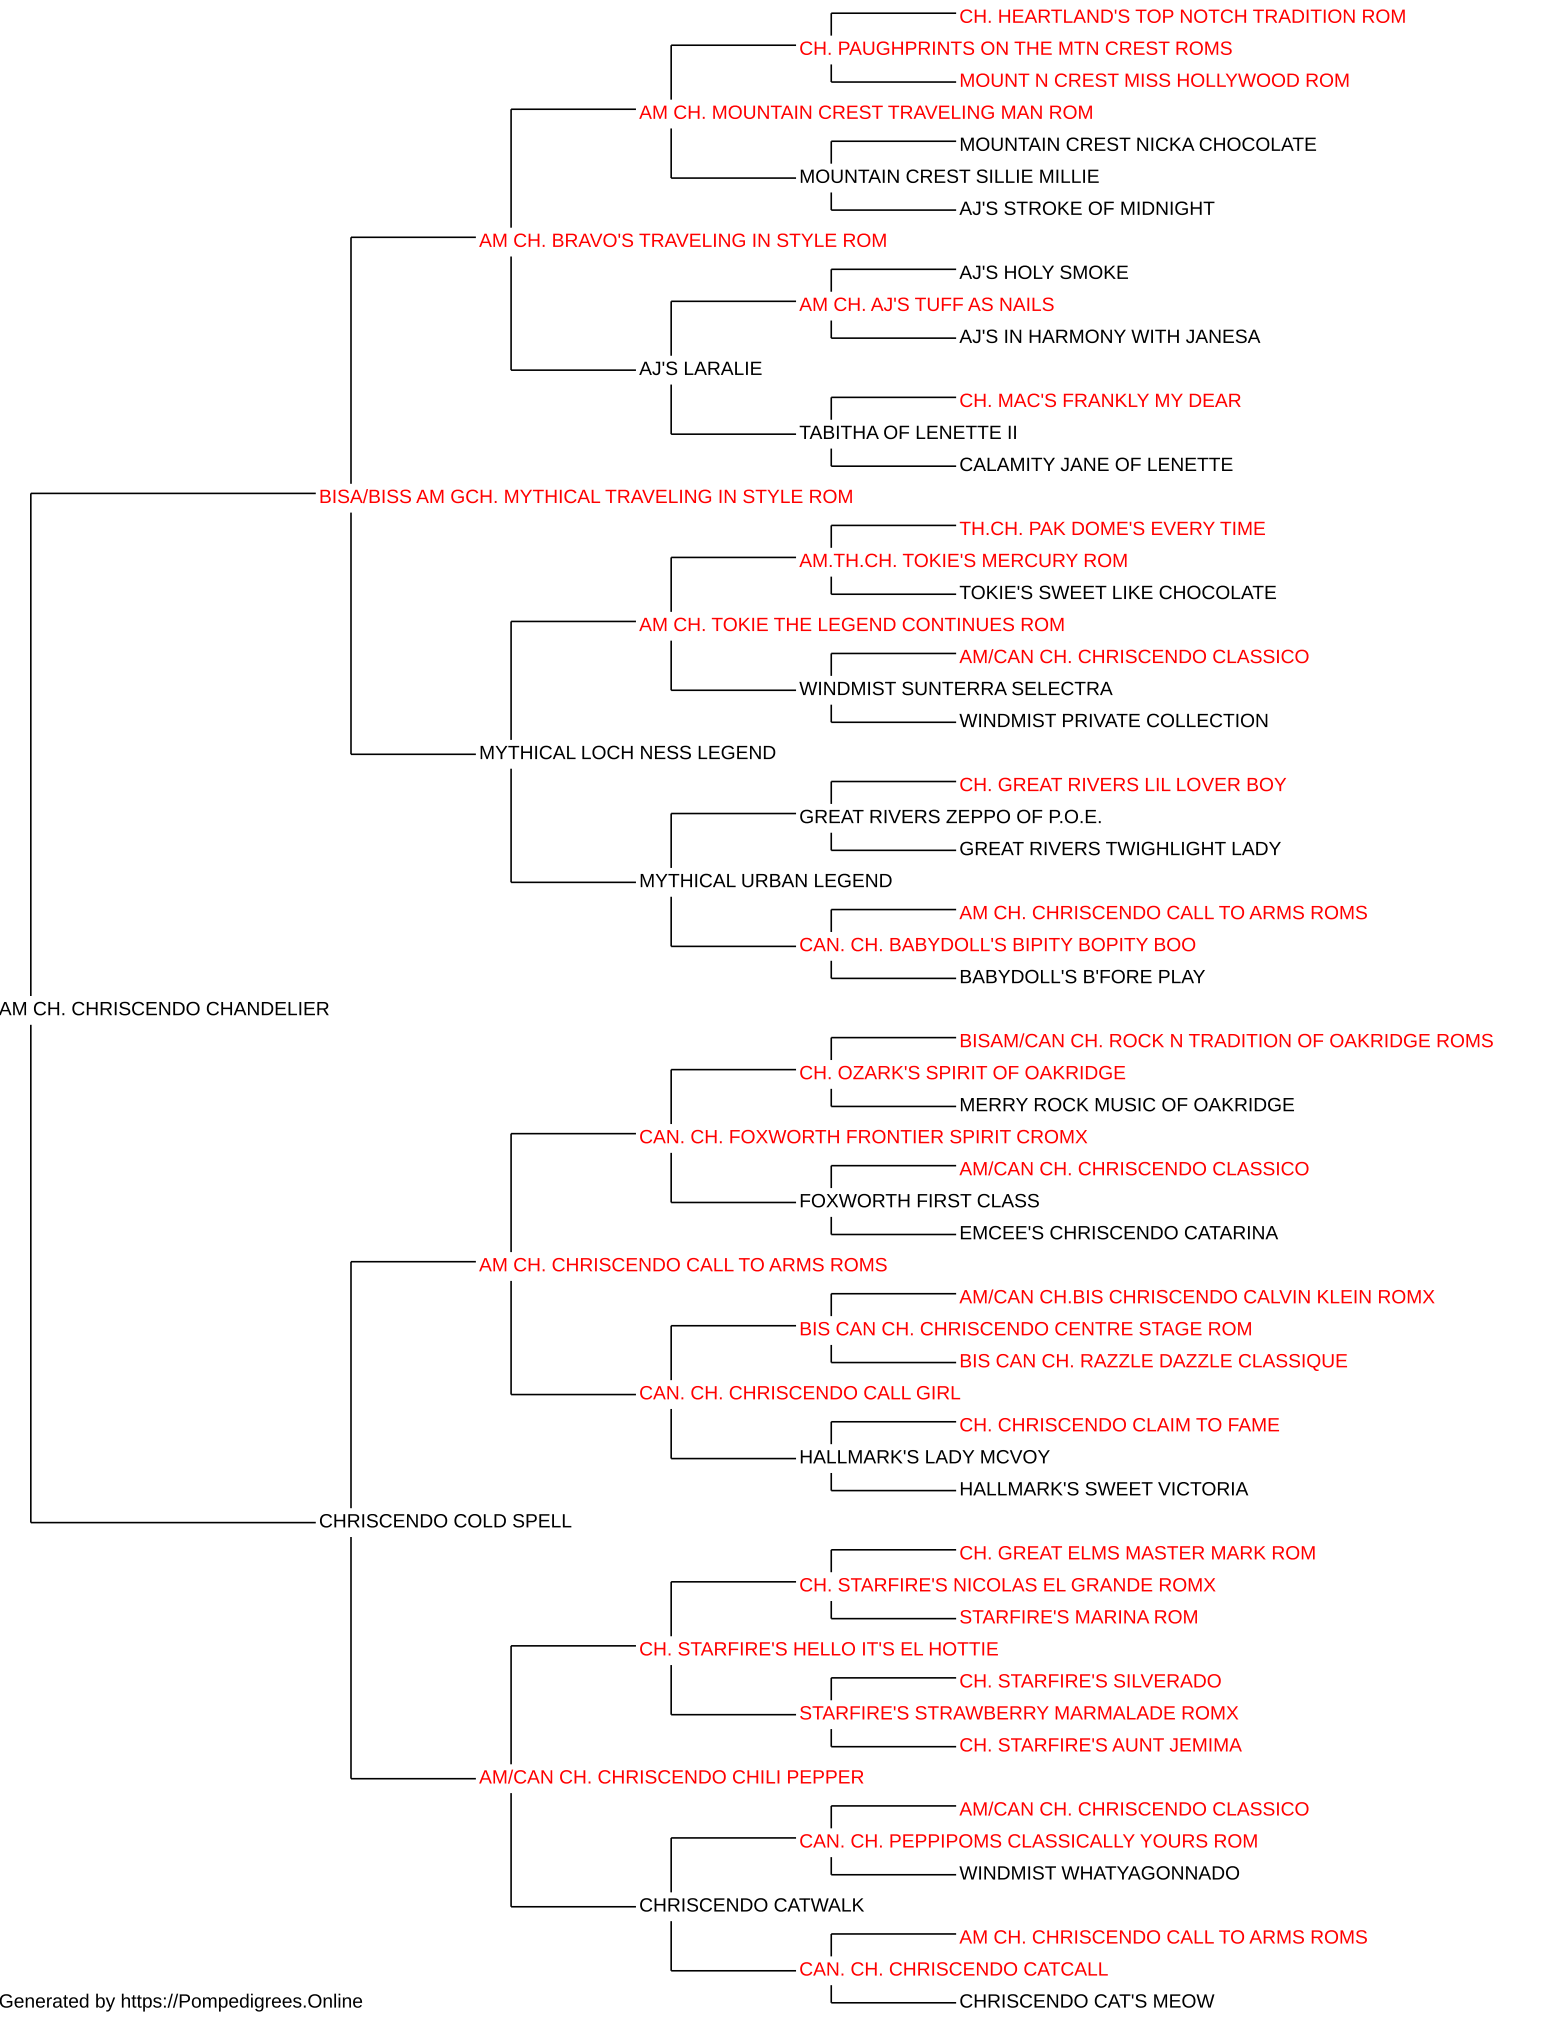 CH. HEARTLAND'S TOP NOTCH TRADITION ROM
CH. PAUGHPRINTS ON THE MTN CREST ROMS
MOUNT N CREST MISS HOLLYWOOD ROM
AM CH. MOUNTAIN CREST TRAVELING MAN ROM
MOUNTAIN CREST NICKA CHOCOLATE
MOUNTAIN CREST SILLIE MILLIE
AJ'S STROKE OF MIDNIGHT
AM CH. BRAVO'S TRAVELING IN STYLE ROM
AJ'S HOLY SMOKE
AM CH. AJ'S TUFF AS NAILS
AJ'S IN HARMONY WITH JANESA
AJ'S LARALIE
CH. MAC'S FRANKLY MY DEAR
TABITHA OF LENETTE II
CALAMITY JANE OF LENETTE
BISA/BISS AM GCH. MYTHICAL TRAVELING IN STYLE ROM
TH.CH. PAK DOME'S EVERY TIME
AM.TH.CH. TOKIE'S MERCURY ROM
TOKIE'S SWEET LIKE CHOCOLATE
AM CH. TOKIE THE LEGEND CONTINUES ROM
AM/CAN CH. CHRISCENDO CLASSICO
WINDMIST SUNTERRA SELECTRA
WINDMIST PRIVATE COLLECTION
MYTHICAL LOCH NESS LEGEND
CH. GREAT RIVERS LIL LOVER BOY
GREAT RIVERS ZEPPO OF P.O.E.
GREAT RIVERS TWIGHLIGHT LADY
MYTHICAL URBAN LEGEND
AM CH. CHRISCENDO CALL TO ARMS ROMS
CAN. CH. BABYDOLL'S BIPITY BOPITY BOO
BABYDOLL'S B'FORE PLAY
AM CH. CHRISCENDO CHANDELIER
BISAM/CAN CH. ROCK N TRADITION OF OAKRIDGE ROMS
CH. OZARK'S SPIRIT OF OAKRIDGE
MERRY ROCK MUSIC OF OAKRIDGE
CAN. CH. FOXWORTH FRONTIER SPIRIT CROMX
AM/CAN CH. CHRISCENDO CLASSICO
FOXWORTH FIRST CLASS
EMCEE'S CHRISCENDO CATARINA
AM CH. CHRISCENDO CALL TO ARMS ROMS
AM/CAN CH.BIS CHRISCENDO CALVIN KLEIN ROMX
BIS CAN CH. CHRISCENDO CENTRE STAGE ROM
BIS CAN CH. RAZZLE DAZZLE CLASSIQUE
CAN. CH. CHRISCENDO CALL GIRL
CH. CHRISCENDO CLAIM TO FAME
HALLMARK'S LADY MCVOY
HALLMARK'S SWEET VICTORIA
CHRISCENDO COLD SPELL
CH. GREAT ELMS MASTER MARK ROM
CH. STARFIRE'S NICOLAS EL GRANDE ROMX
STARFIRE'S MARINA ROM
CH. STARFIRE'S HELLO IT'S EL HOTTIE
CH. STARFIRE'S SILVERADO
STARFIRE'S STRAWBERRY MARMALADE ROMX
CH. STARFIRE'S AUNT JEMIMA
AM/CAN CH. CHRISCENDO CHILI PEPPER
AM/CAN CH. CHRISCENDO CLASSICO
CAN. CH. PEPPIPOMS CLASSICALLY YOURS ROM
WINDMIST WHATYAGONNADO
CHRISCENDO CATWALK
AM CH. CHRISCENDO CALL TO ARMS ROMS
CAN. CH. CHRISCENDO CATCALL
CHRISCENDO CAT'S MEOW
Generated by https://Pompedigrees.Online